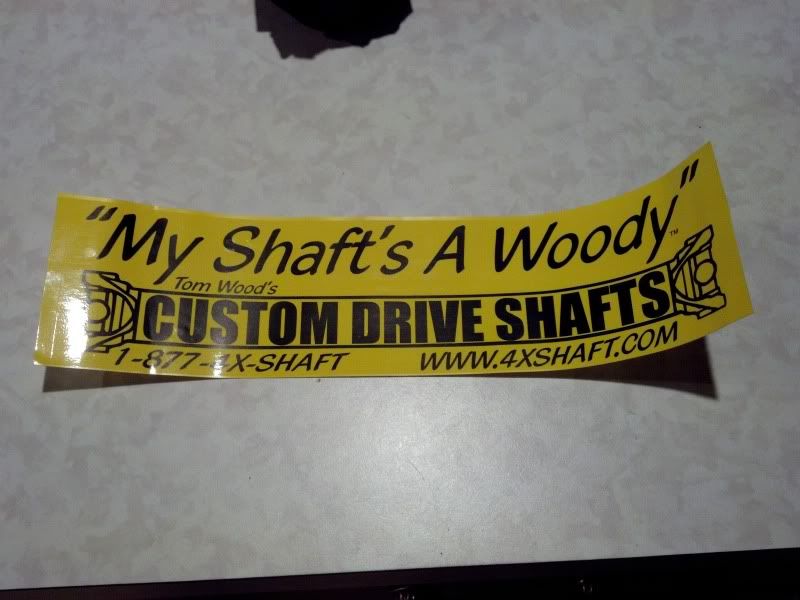 "My Shaft's A Woody"™
Tom Wood's
CUSTOM DRIVE SHAFTS
1-877-4X-SHAFT WWW.4XSHAFT.COM